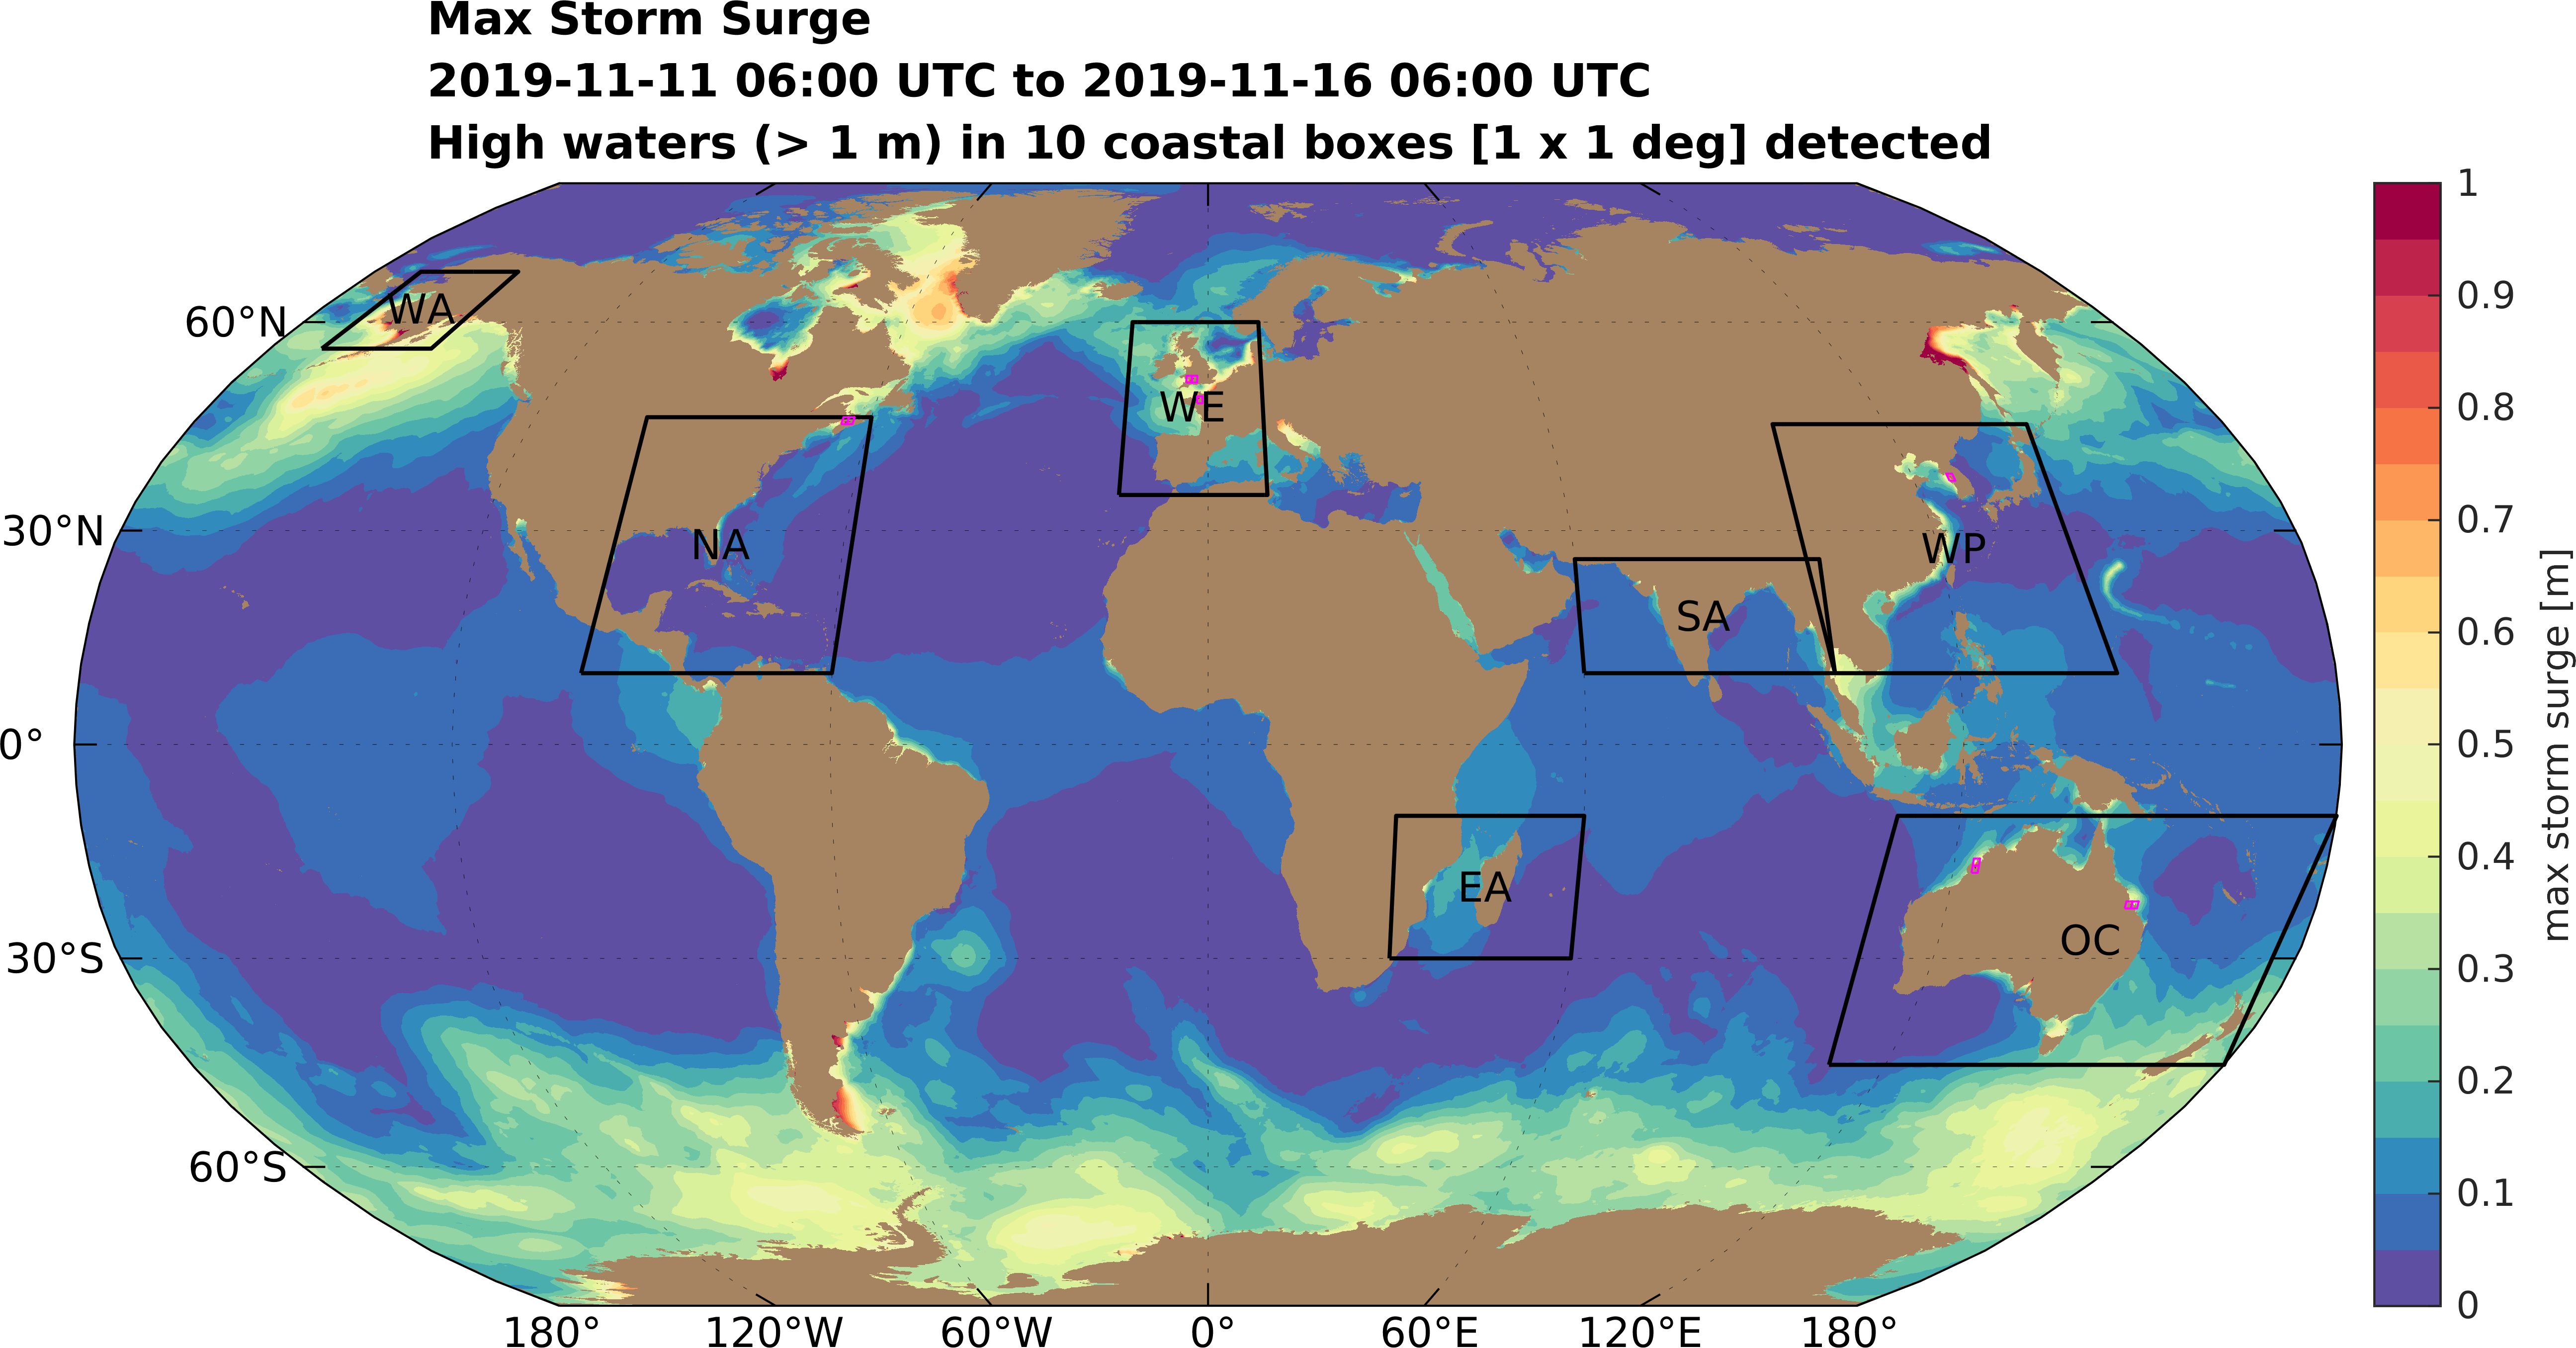 Max Storm Surge
2019-11-11 06:00 UTC to 2019-11-16 06:00 UTC
High waters (> 1 m) in 10 coastal boxes [1 x 1 deg] detected
60°N
30°N
0°
30°S
60°S
WA
NA
WE
SA
WP
EA
OC
180°
120°W
60°W
0°
60°E
120°E
180°
1
0.9
0.8
0.7
0.6
0.5
0.4
0.3
0.2
0.1
0
max storm surge [m]